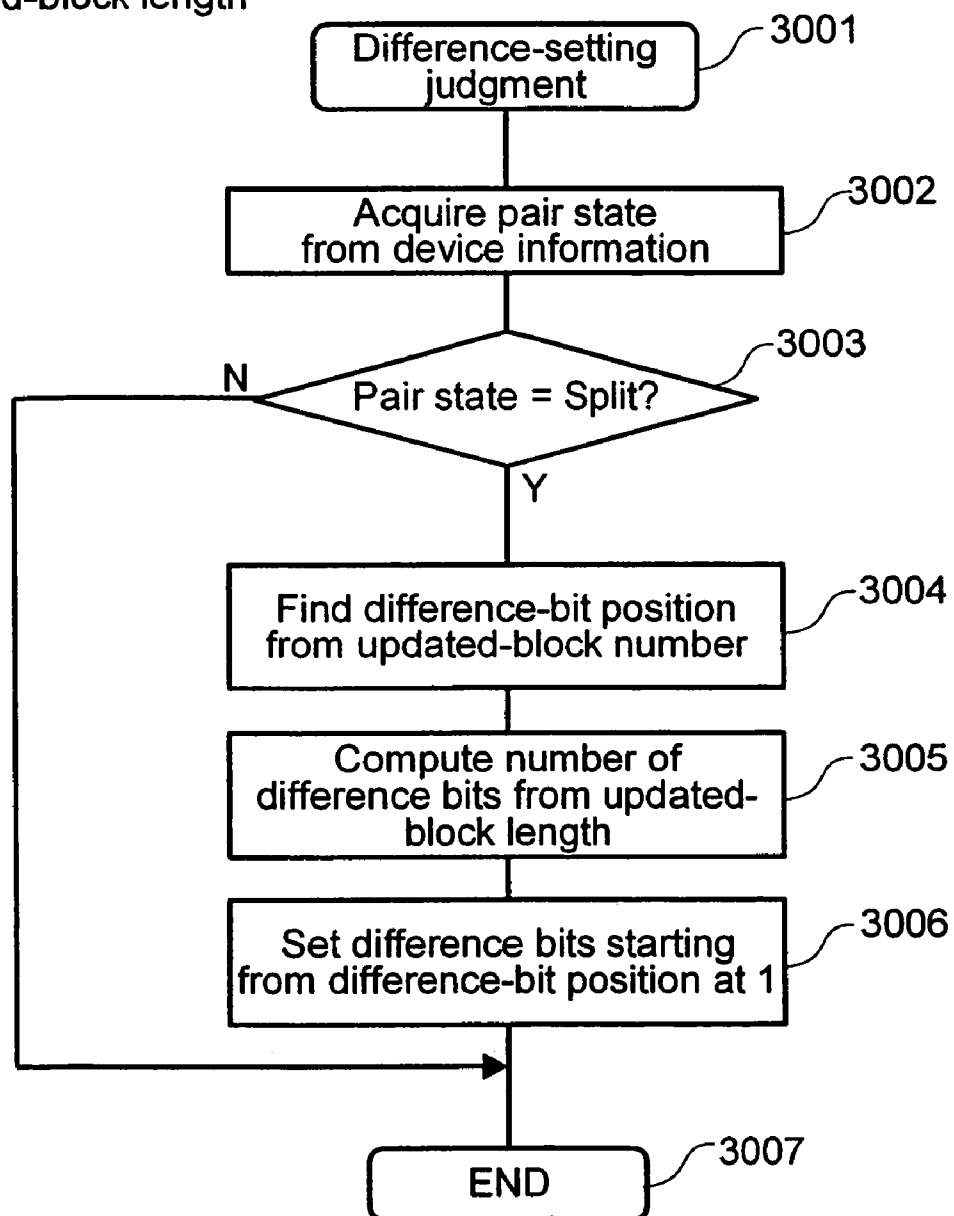 block length
3001
Difference-setting
judgment
3002
Acquire pair state
from device information
3003
N
Pair state = Split?
Y
3004
Find difference-bit position
from updated-block number
3005
Compute number of
difference bits from updated-
block length
3006
Set difference bits starting
from difference-bit position at 1
3007
END